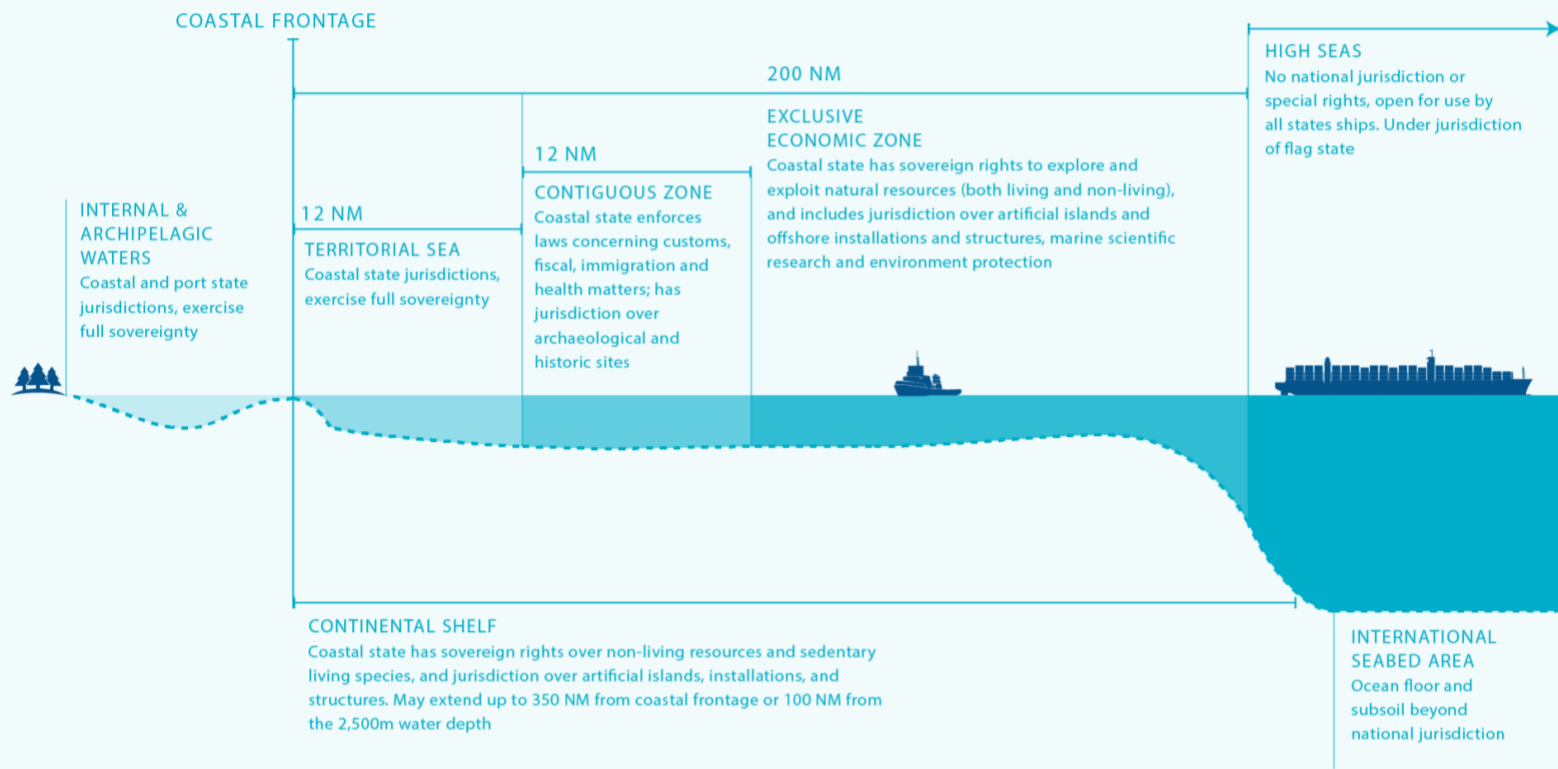 COASTAL FRONTAGE
INTERNAL &
ARCHIPELAGIC
WATERS
Coastal and port state
jurisdictions, exercise
full sovereignty
12 NM
TERRITORIAL SEA
Coastal state jurisdictions,
exercise full sovereignty
12 NM
CONTIGUOUS ZONE
Coastal state enforces
laws concerning customs,
fiscal, immigration and
health matters; has
jurisdiction over
archaeological and
historic sites
200 NM
EXCLUSIVE
ECONOMIC ZONE
Coastal state has sovereign rights to explore and
exploit natural resources (both living and non-living),
and includes jurisdiction over artificial islands and
offshore installations and structures, marine scientific
research and environment protection
HIGH SEAS
No national jurisdiction or
special rights, open for use by
all states ships. Under jurisdiction
of flag state
CONTINENTAL SHELF
Coastal state has sovereign rights over non-living resources and sedentary
living species, and jurisdiction over artificial islands, installations, and
structures. May extend up to 350 NM from coastal frontage or 100 NM from
the 2,500m water depth
INTERNATIONAL
SEABED AREA
Ocean floor and
subsoil beyond
national jurisdiction